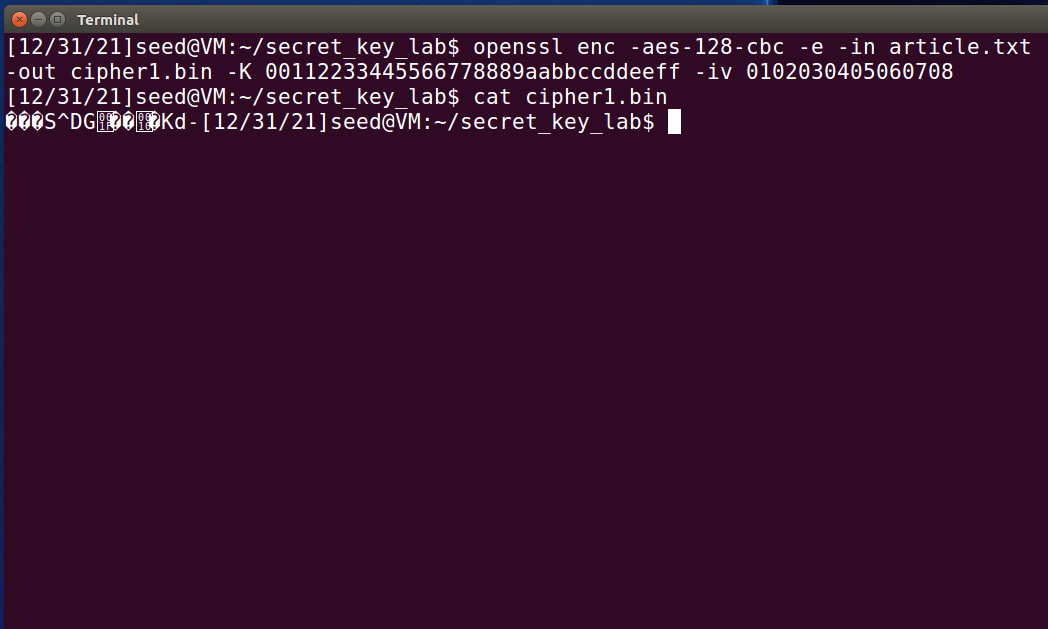 Terminal
[12/31/21]seed@VM:~/secret_key_lab$ openssl enc -aes-128-cbc -e -in article.txt
-out cipher1.bin -K 00112233445566778889aabbccddeeff -iv 0102030405060708
[12/31/21]seed@VM:~/secret_key_lab$ cat cipher1.bin
���S^DG��Kd-[12/31/21]seed@VM:~/secret_key_lab$